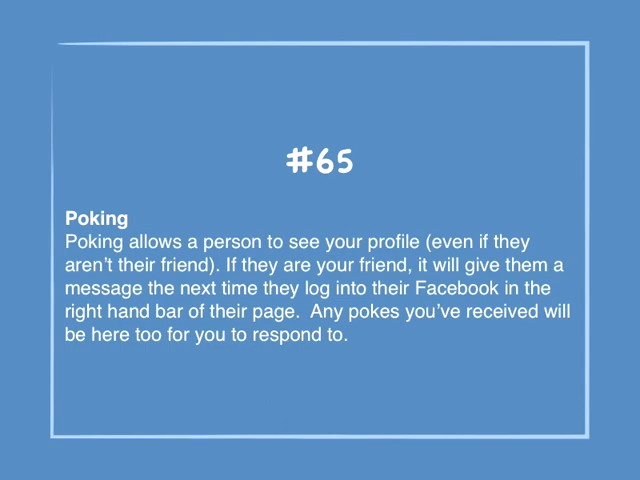 #65
Poking
Poking allows a person to see your profile (even if they
aren’t their friend). If they are your friend, it will give them a
message the next time they log into their Facebook in the
right hand bar of their page.  Any pokes you’ve received will
be here too for you to respond to.